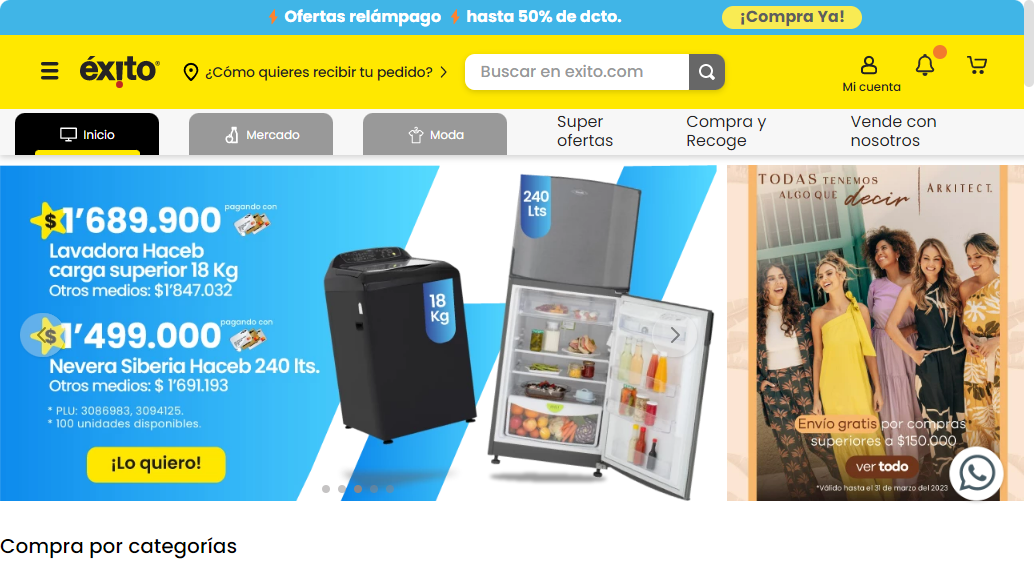 Ofertas relámpago hasta 50% de dcto. ¡Compra Ya!
éxito
¿Cómo quieres recibir tu pedido?
Buscar en exito.com
Mi cuenta
Inicio
Mercado
Moda
Super
ofertas
Compra y
Recoge
Vende con
nosotros
$1’689.900
pagando con
Lavadora Haceb
carga superior 18 Kg
Otros medios: $1’847.032
$1’499.000
pagando con
Nevera Siberia Haceb 240 lts.
Otros medios: $ 1’691.193
* PLU: 3086983, 3094125.
* 100 unidades disponibles.
¡Lo quiero!
18
Kg
240
Lts
TODAS TENEMOS
ALGO QUE decir
ARKITECT.
Envío gratis por compras
superiores a $150.000
ver todo
*Válido hasta el 31 de marzo del 2023
Compra por categorías